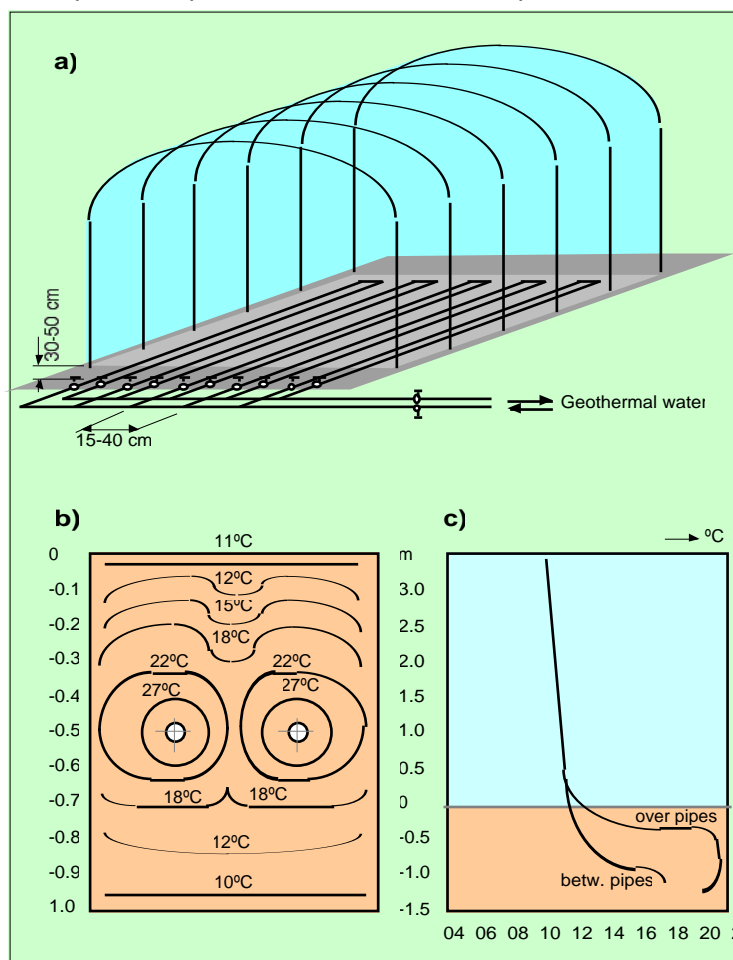 a)
30-50 cm
Geothermal water
15-40 cm
b)
11ºC
0
12ºC
-0.1
15ºC
-0.2
18ºC
-0.3
22ºC 22ºC
27ºC 27ºC
-0.4
-0.5
-0.6
-0.7
18ºC 18ºC
-0.8
12ºC
-0.9
10ºC
1.0
c)
ºC
m
3.0
2.5
2.0
1.5
1.0
0.5
0
over pipes
-0.5
betw. pipes
-1.0
-1.5
04 06 08 10 12 14 16 18 20